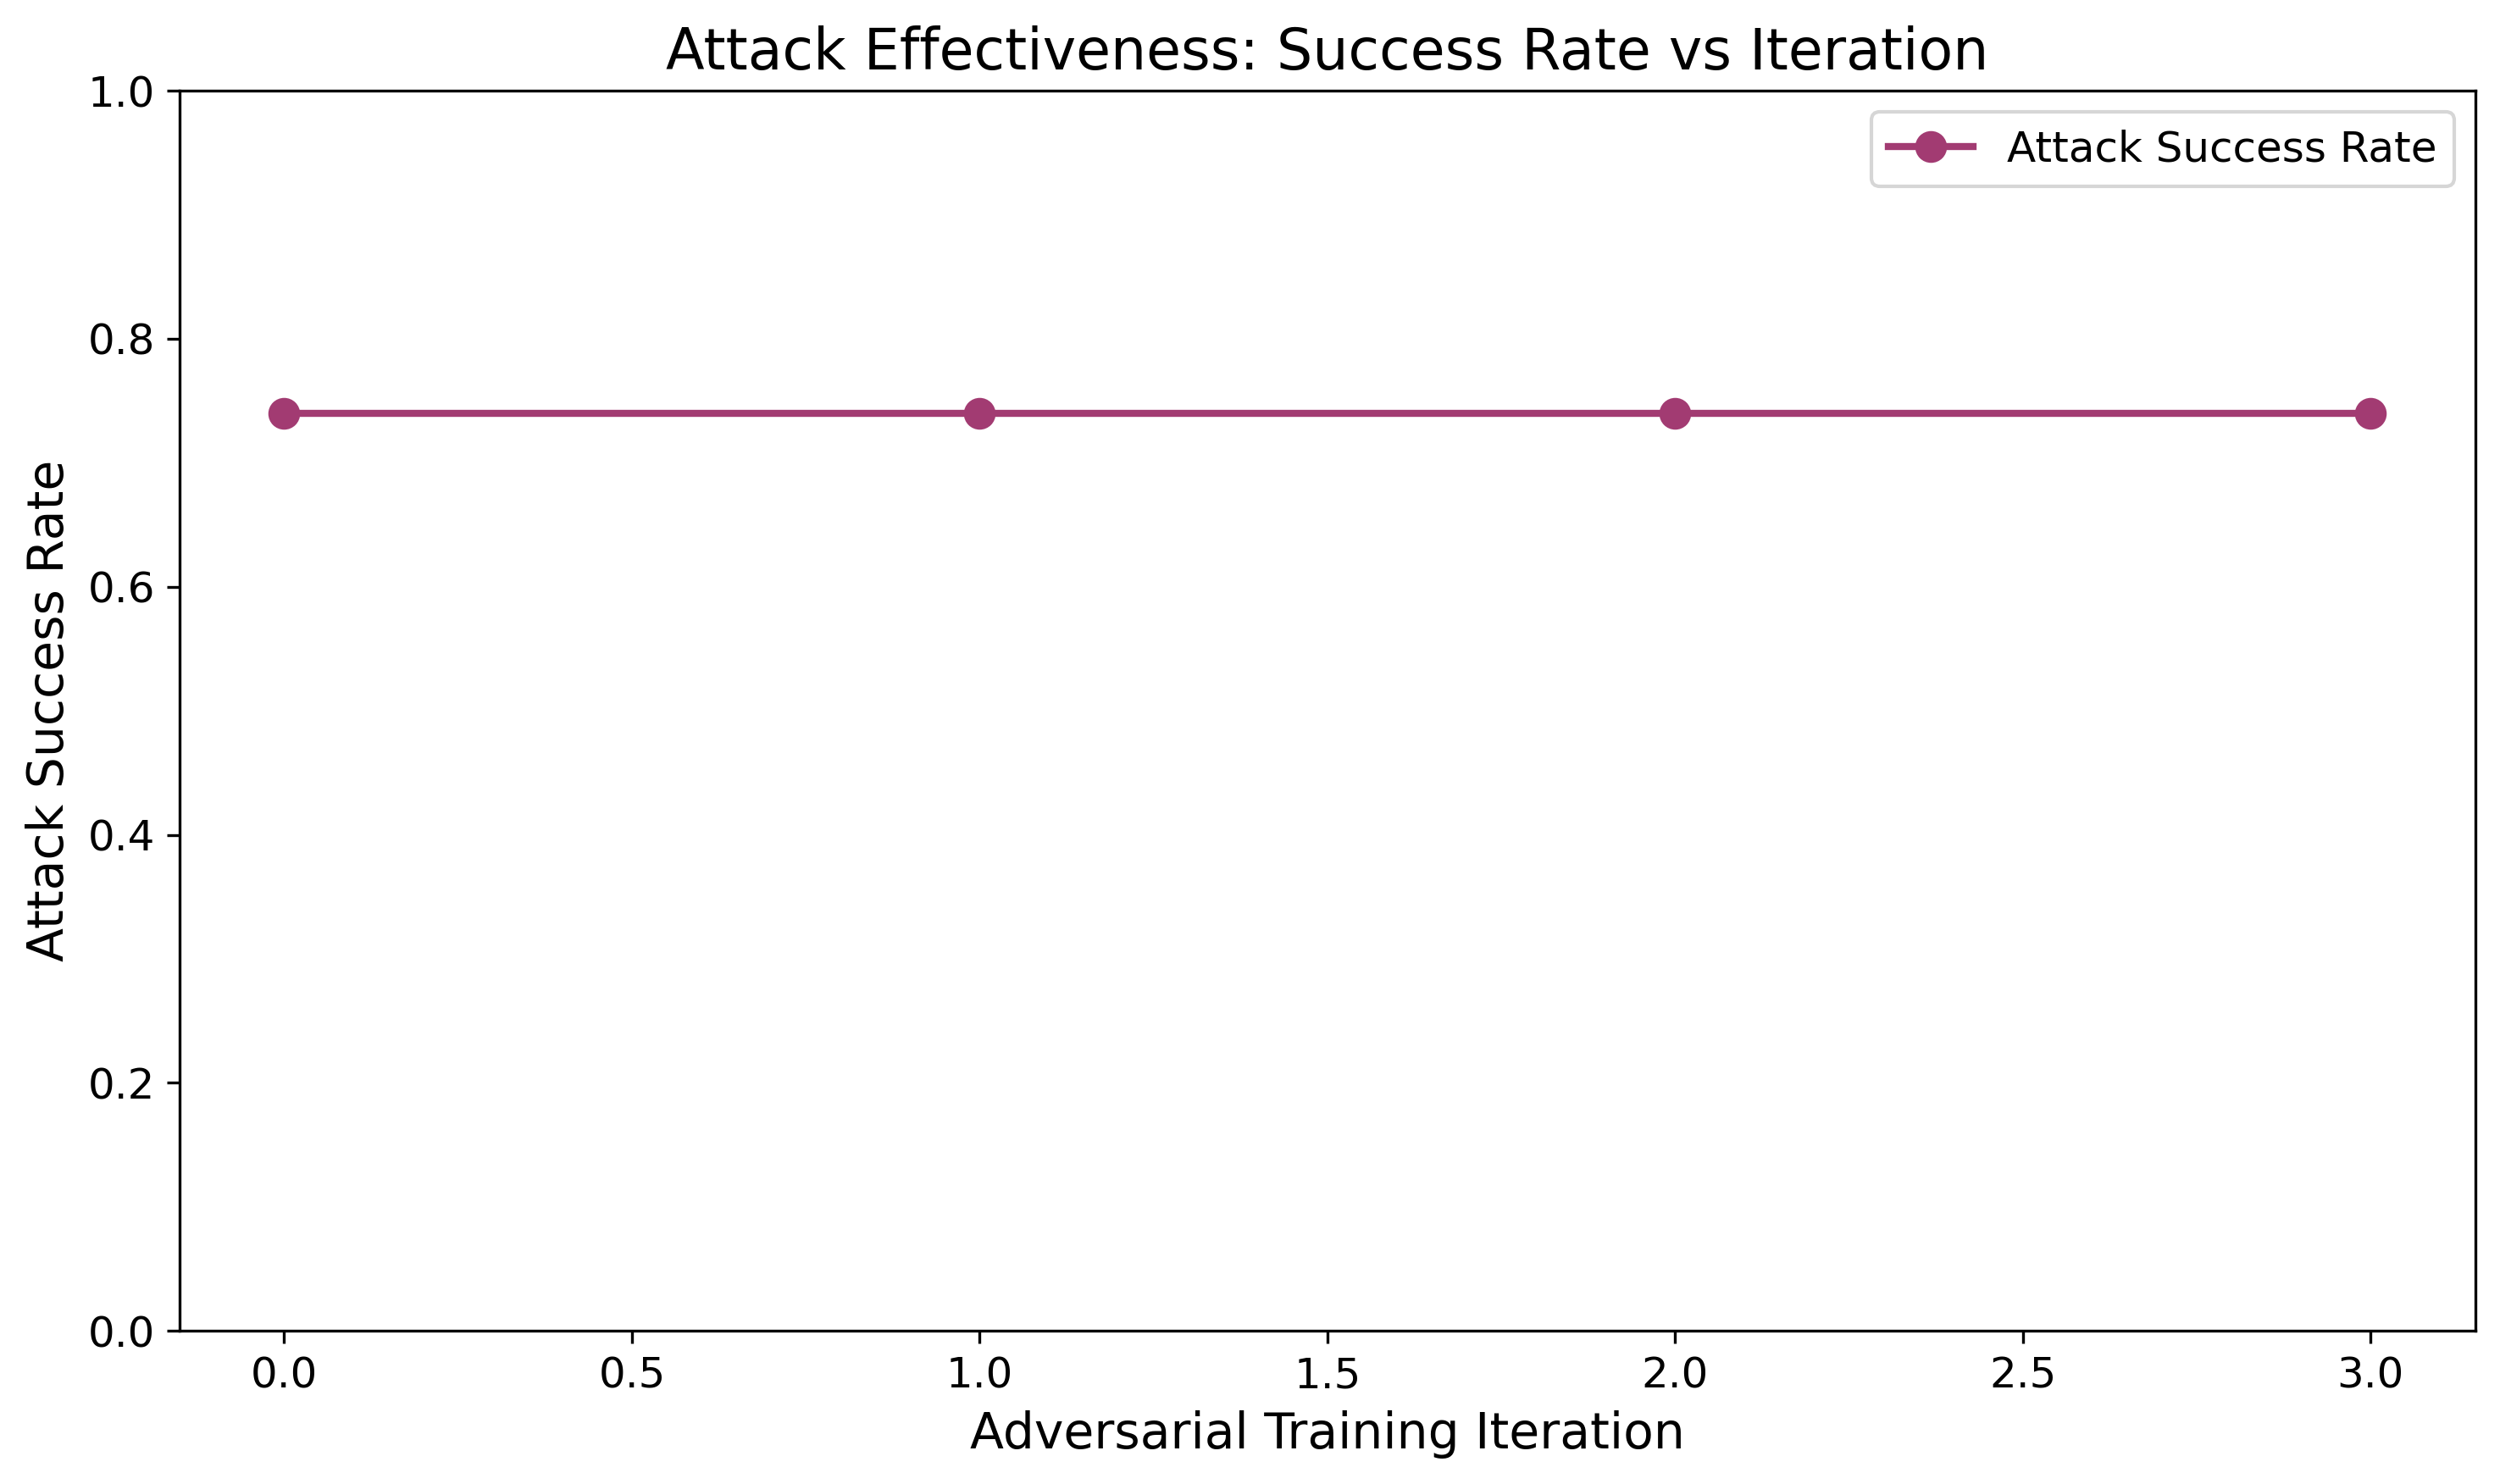 Attack Effectiveness: Success Rate vs Iteration
Attack Success Rate
1.0
0.8
0.6
0.4
0.2
0.0
Attack Success Rate
0.0 0.5 1.0 1.5 2.0 2.5 3.0
Adversarial Training Iteration